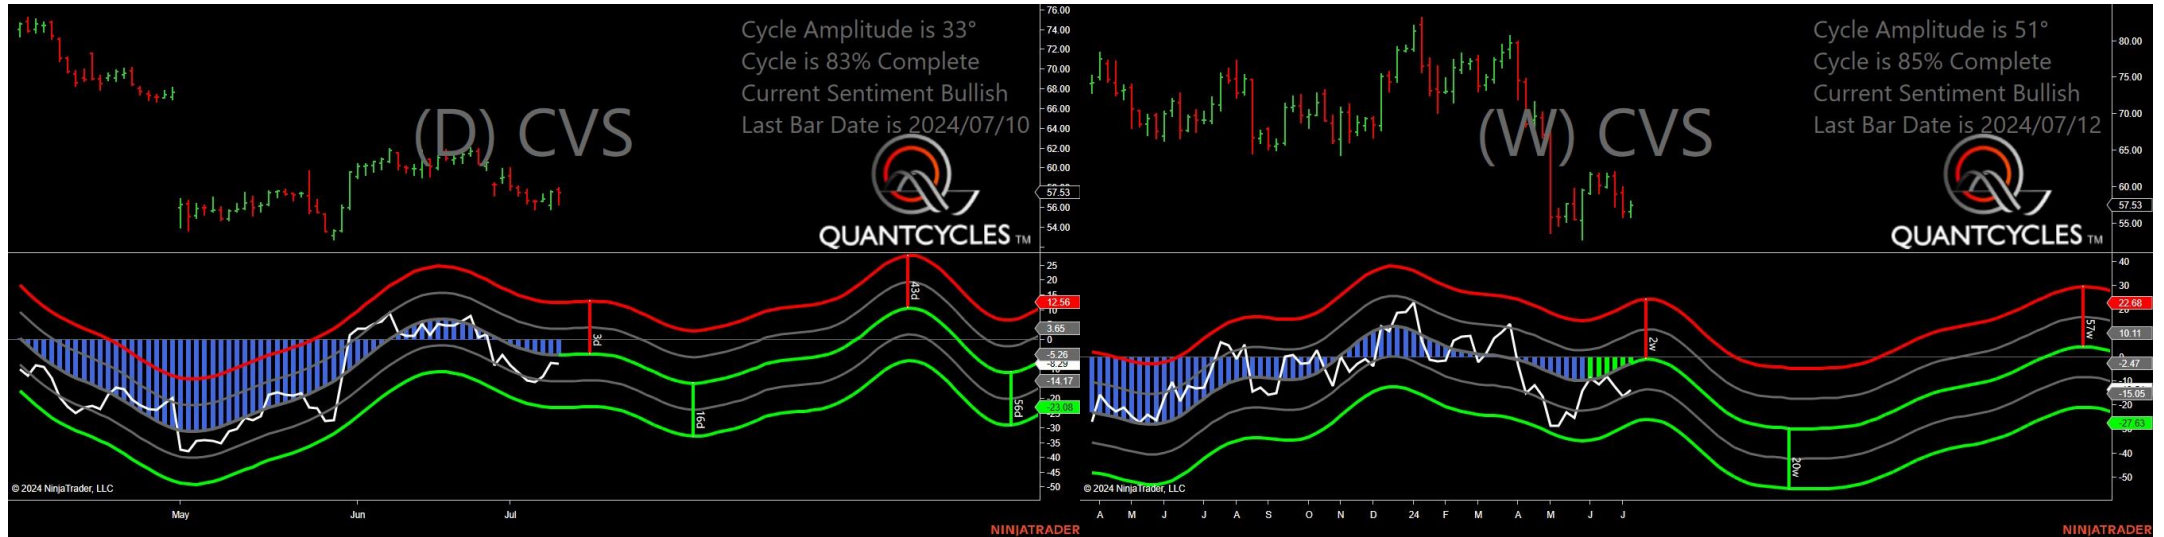 Cycle Amplitude is 33°
Cycle is 83% Complete
Current Sentiment Bullish
Last Bar Date is 2024/07/10
(D) CVS
QUANTCYCLES TM
76.00
74.00
72.00
70.00
68.00
66.00
64.00
62.00
60.00
57.53
56.00
54.00
25
20
15
12.56
10
3.65
0
-5.26
-8.29
-14.17
-20
-23.08
-30
-35
-40
-45
-50
3d
16d
43d
56d
© 2024 NinjaTrader, LLC
May Jun Jul
NINJATRADER
Cycle Amplitude is 51°
Cycle is 85% Complete
Current Sentiment Bullish
Last Bar Date is 2024/07/12
(W) CVS
QUANTCYCLES TM
80.00
75.00
70.00
65.00
60.00
57.53
55.00
40
30
22.68
20
10.11
0
-2.47
-10
-15.05
-20
-27.63
-40
-50
2w
20w
57w
© 2024 NinjaTrader, LLC
A M J J A S O N D 24 F M A M J J
NINJATRADER